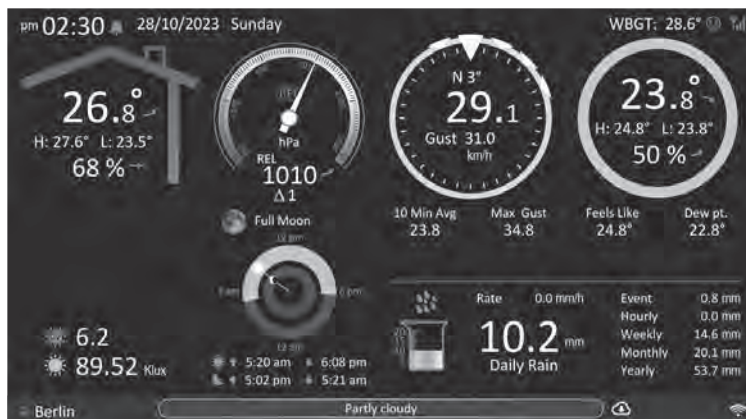 pm 02:30 28/10/2023 Sunday WBGT: 28.6°
26.8°
H: 27.6° L: 23.5°
68 %
hPa
REL
1010
Δ 1
N 3°
29.1
Gust 31.0
km/h
23.8°
H: 24.8° L: 23.8°
50 %
10 Min Avg Max Gust Feels Like Dew pt.
23.8 34.8 24.8° 22.8°
Full Moon
12 pm
6 am 6 pm
12 am
5:20 am 6:08 pm
5:02 pm 5:21 am
6.2
89.52 Klux
Rate 0.0 mm/h
10.2 mm
Daily Rain
Event 0.8 mm
Hourly 0.0 mm
Weekly 14.6 mm
Monthly 20.1 mm
Yearly 53.7 mm
Berlin Partly cloudy